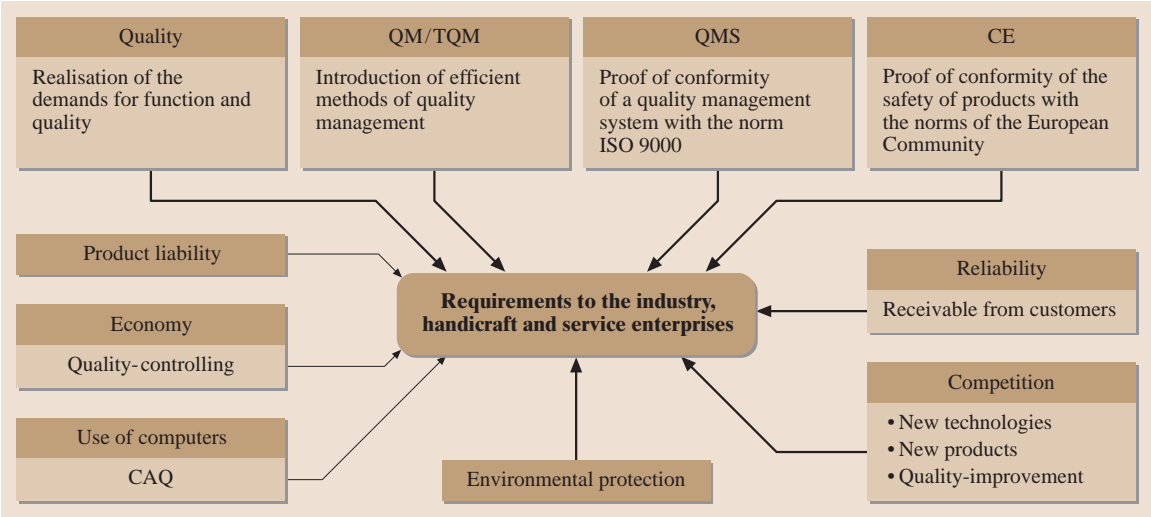 Quality
Realisation of the
demands for function and
quality
QM/TQM
Introduction of efficient
methods of quality
management
QMS
Proof of conformity
of a quality management
system with the norm
ISO 9000
CE
Proof of conformity of the
safety of products with
the norms of the European
Community
Product liability
Economy
Quality-controlling
Use of computers
CAQ
Requirements to the industry,
handicraft and service enterprises
Environmental protection
Reliability
Receivable from customers
Competition
• New technologies
• New products
• Quality-improvement